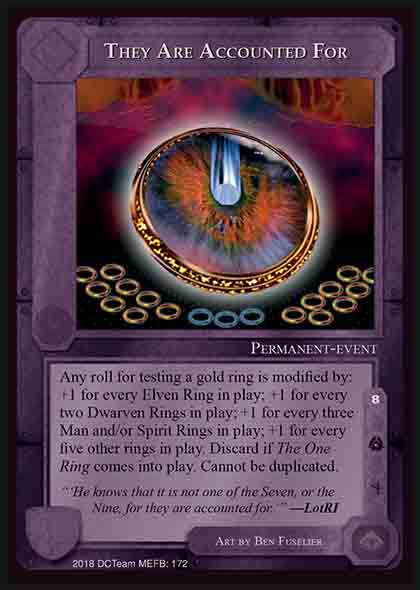 They Are Accounted For
Permanent-event
Any roll for testing a gold ring is modified by:
+1 for every Elven Ring in play; +1 for every
two Dwarven Rings in play; +1 for every three
Man and/or Spirit Rings in play; +1 for every
five other rings in play. Discard if The One
Ring comes into play. Cannot be duplicated.
8
“‘He knows that it is not one of the Seven, or the
Nine, for they are accounted for.’” —LotRI
Art by Ben Fuselier
2018 DCTeam MEFB: 172